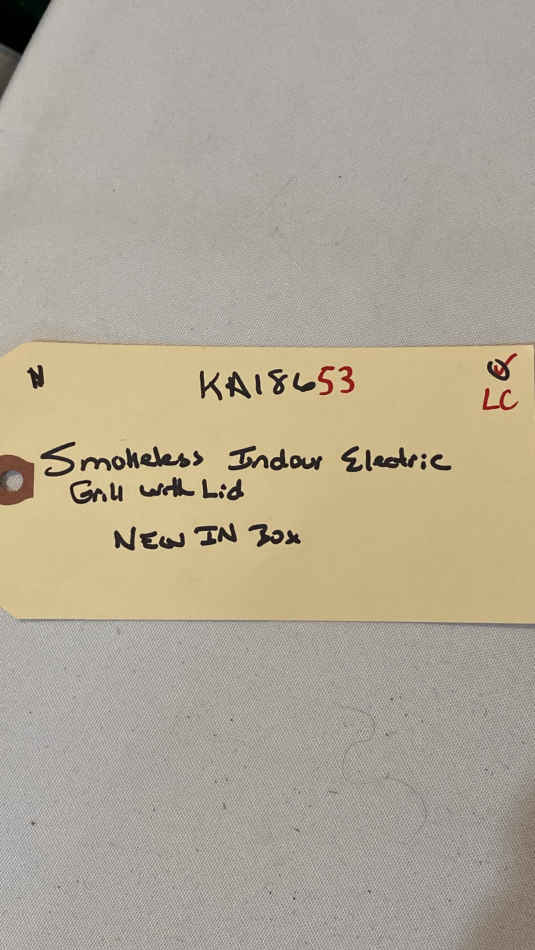 N
KA18653
LC
Smokeless Indoor Electric
Grill with Lid
NEW IN Box